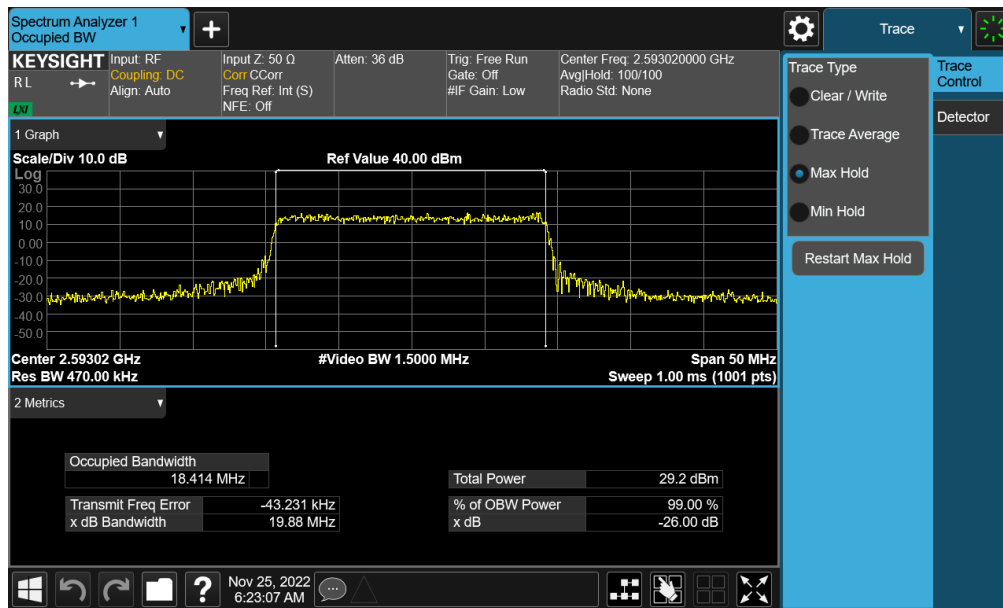 Spectrum Analyzer 1
Occupied BW
+
Trace
KEYSIGHT
R L
LXI
Input: RF
Coupling: DC
Align: Auto
Input Z: 50 Ω
Corr CCorr
Freq Ref: Int (S)
NFE: Off
Atten: 36 dB
Trig: Free Run
Gate: Off
#IF Gain: Low
Center Freq: 2.593020000 GHz
Avg|Hold: 100/100
Radio Std: None
Trace Type
Clear / Write
Trace Average
Max Hold
Min Hold
Restart Max Hold
Trace
Control
Detector
1 Graph
Scale/Div 10.0 dB
Ref Value 40.00 dBm
Log
30.0
20.0
10.0
0.00
-10.0
-20.0
-30.0
-40.0
-50.0
Center 2.59302 GHz
#Video BW 1.5000 MHz
Span 50 MHz
Res BW 470.00 kHz
Sweep 1.00 ms (1001 pts)
2 Metrics
Occupied Bandwidth
18.414 MHz
Total Power 29.2 dBm
Transmit Freq Error -43.231 kHz
% of OBW Power 99.00 %
x dB Bandwidth 19.88 MHz
x dB -26.00 dB
?
Nov 25, 2022
6:23:07 AM